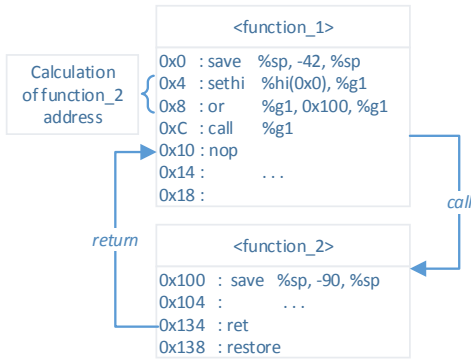 <function_1>
0x0 : save %sp, -42, %sp
0x4 : sethi %hi(0x0), %g1
0x8 : or %g1, 0x100, %g1
0xC : call %g1
0x10 : nop
0x14 : . . .
0x18 :
Calculation
of function_2
address
call
return
<function_2>
0x100 : save %sp, -90, %sp
0x104 : . . .
0x134 : ret
0x138 : restore